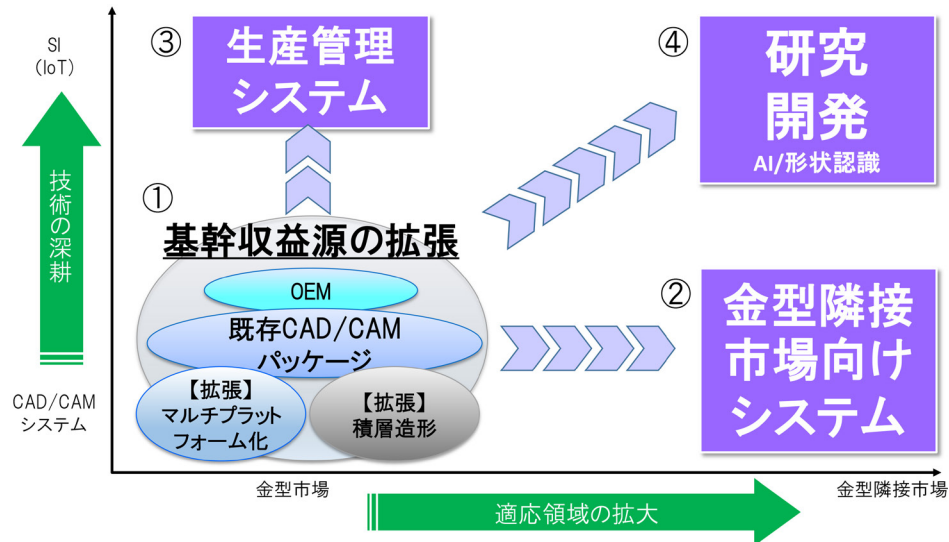 SI
(IoT)
技術の深耕
CAD/CAM
システム
③
生産管理
システム
④
研究
開発
AI/形状認識
①
基幹収益源の拡張
OEM
既存CAD/CAM
パッケージ
【拡張】
マルチプラット
フォーム化
【拡張】
積層造形
②
金型隣接
市場向け
システム
金型市場
適応領域の拡大
金型隣接市場